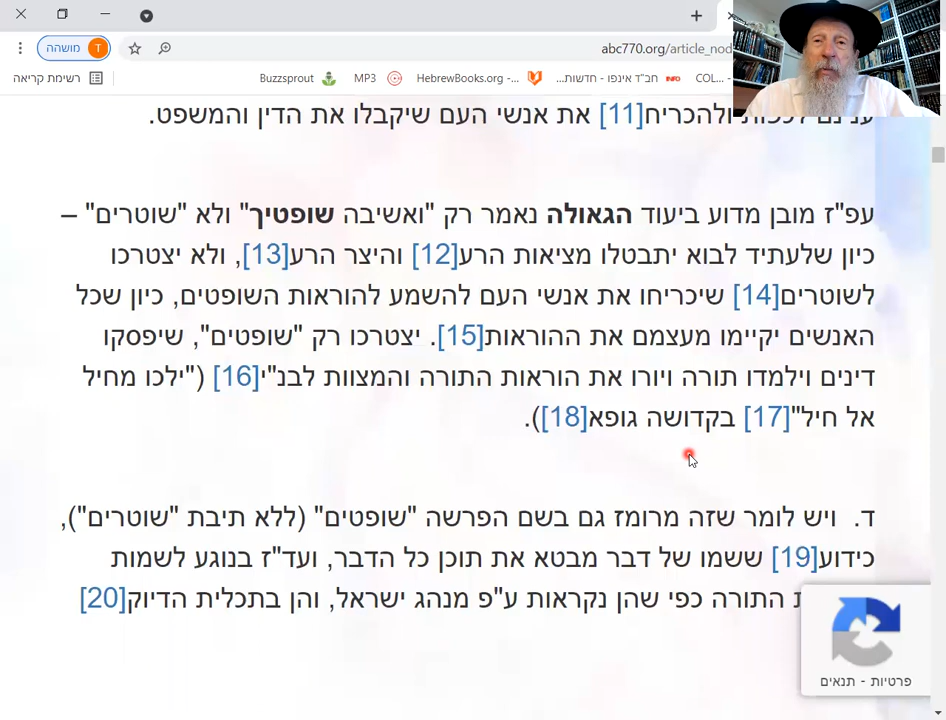 מושהה
T
abc770.org/article_nod
רשימת קריאה
Buzzsprout
MP3
HebrewBooks.org -...
חב"ד אינפו - חדשות...
INFO
COL...
ולהכריח[11] את אנשי העם שיקבלו את הדין והמשפט.
עפ"ז מובן מדוע ביעוד הגאולה נאמר רק "ואשיבה שופטיך" ולא "שוטרים" –
כיון שלעתיד לבוא יתבטלו מציאות הרע[12] והיצר הרע[13], ולא יצטרכו
לשוטרים[14] שיכריחו את אנשי העם להשמע להוראות השופטים, כיון שכל
האנשים יקיימו מעצמם את ההוראות[15]. יצטרכו רק "שופטים", שיפסקו
דינים וילמדו תורה ויורו את הוראות התורה והמצוות לבנ"י[16] ("ילכו מחיל
אל חיל"[17] בקדושה גופא[18]).
ד. ויש לומר שזה מרומז גם בשם הפרשה "שופטים" (ללא תיבת "שוטרים"),
כידוע[19] ששמו של דבר מבטא את תוכן כל הדבר, ועד"ז בנוגע לשמות
התורה כפי שהן נקראות ע"פ מנהג ישראל, והן בתכלית הדיוק[20]
פרטיות - תנאים